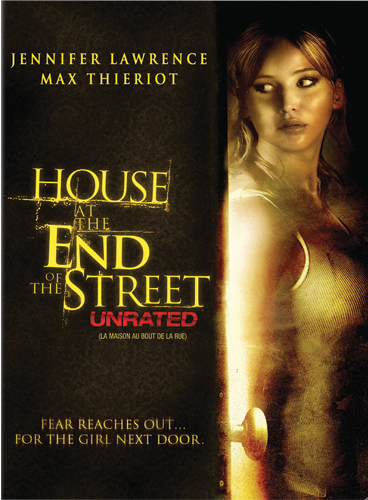 JENNIFER LAWRENCE
MAX THIERIOT
HOUSE
AT
THE
END
OF
THE STREET
UNRATED
(LA MAISON AU BOUT DE LA RUE)
FEAR REACHES OUT...
FOR THE GIRL NEXT DOOR.